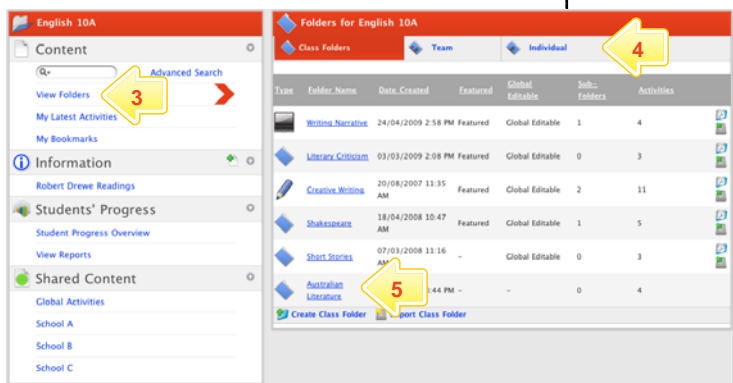 English 10A
Content
Advanced Search
View Folders
3
My Latest Activities
My Bookmarks
Information
Robert Drewe Readings
Students' Progress
Student Progress Overview
View Reports
Shared Content
Global Activities
School A
School B
School C
Folders for English 10A
Class Folders Team Individual
4
Type Folder Name Date Created Featured Global Editable Sub-Folders Activities
Writing Narrative 24/04/2009 2:58 PM Featured Global Editable 1 4
Literary Criticism 03/03/2009 2:08 PM Featured Global Editable 0 3
Creative Writing 20/08/2007 11:35 AM Featured Global Editable 2 11
Shakespeare 18/04/2008 10:47 AM Featured Global Editable 1 5
Short Stories 07/03/2008 11:16 - Global Editable 0 3
Australian Literature 5 :44 PM - - 0 4
Create Class Folder port Class Folder